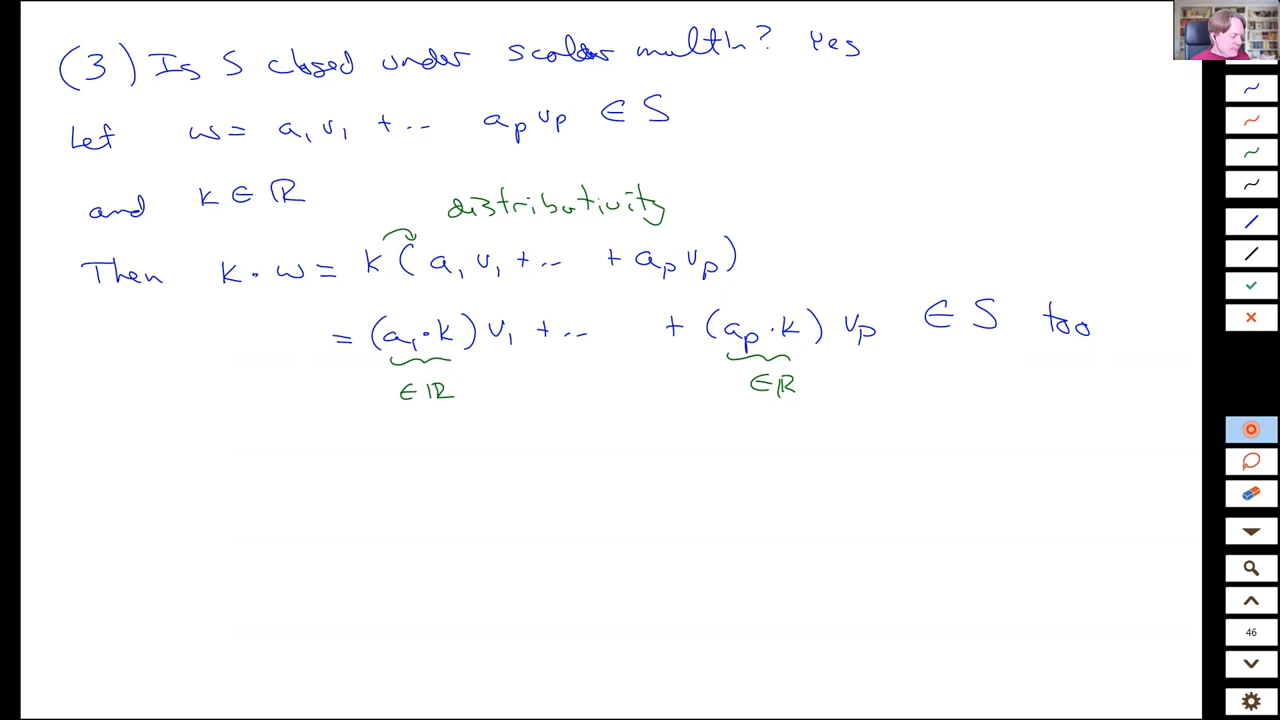 (3) Is S closed under scalar multn? Yes
Let w = a₁v₁ + ... aₚvₚ ∈ S
and k ∈ ℝ
distributivity
Then k · w = k(a₁v₁ + ... + aₚvₚ)
= (a₁·k)v₁ + ... + (aₚ·k)vₚ ∈ S too
∈ℝ ∈ℝ
46